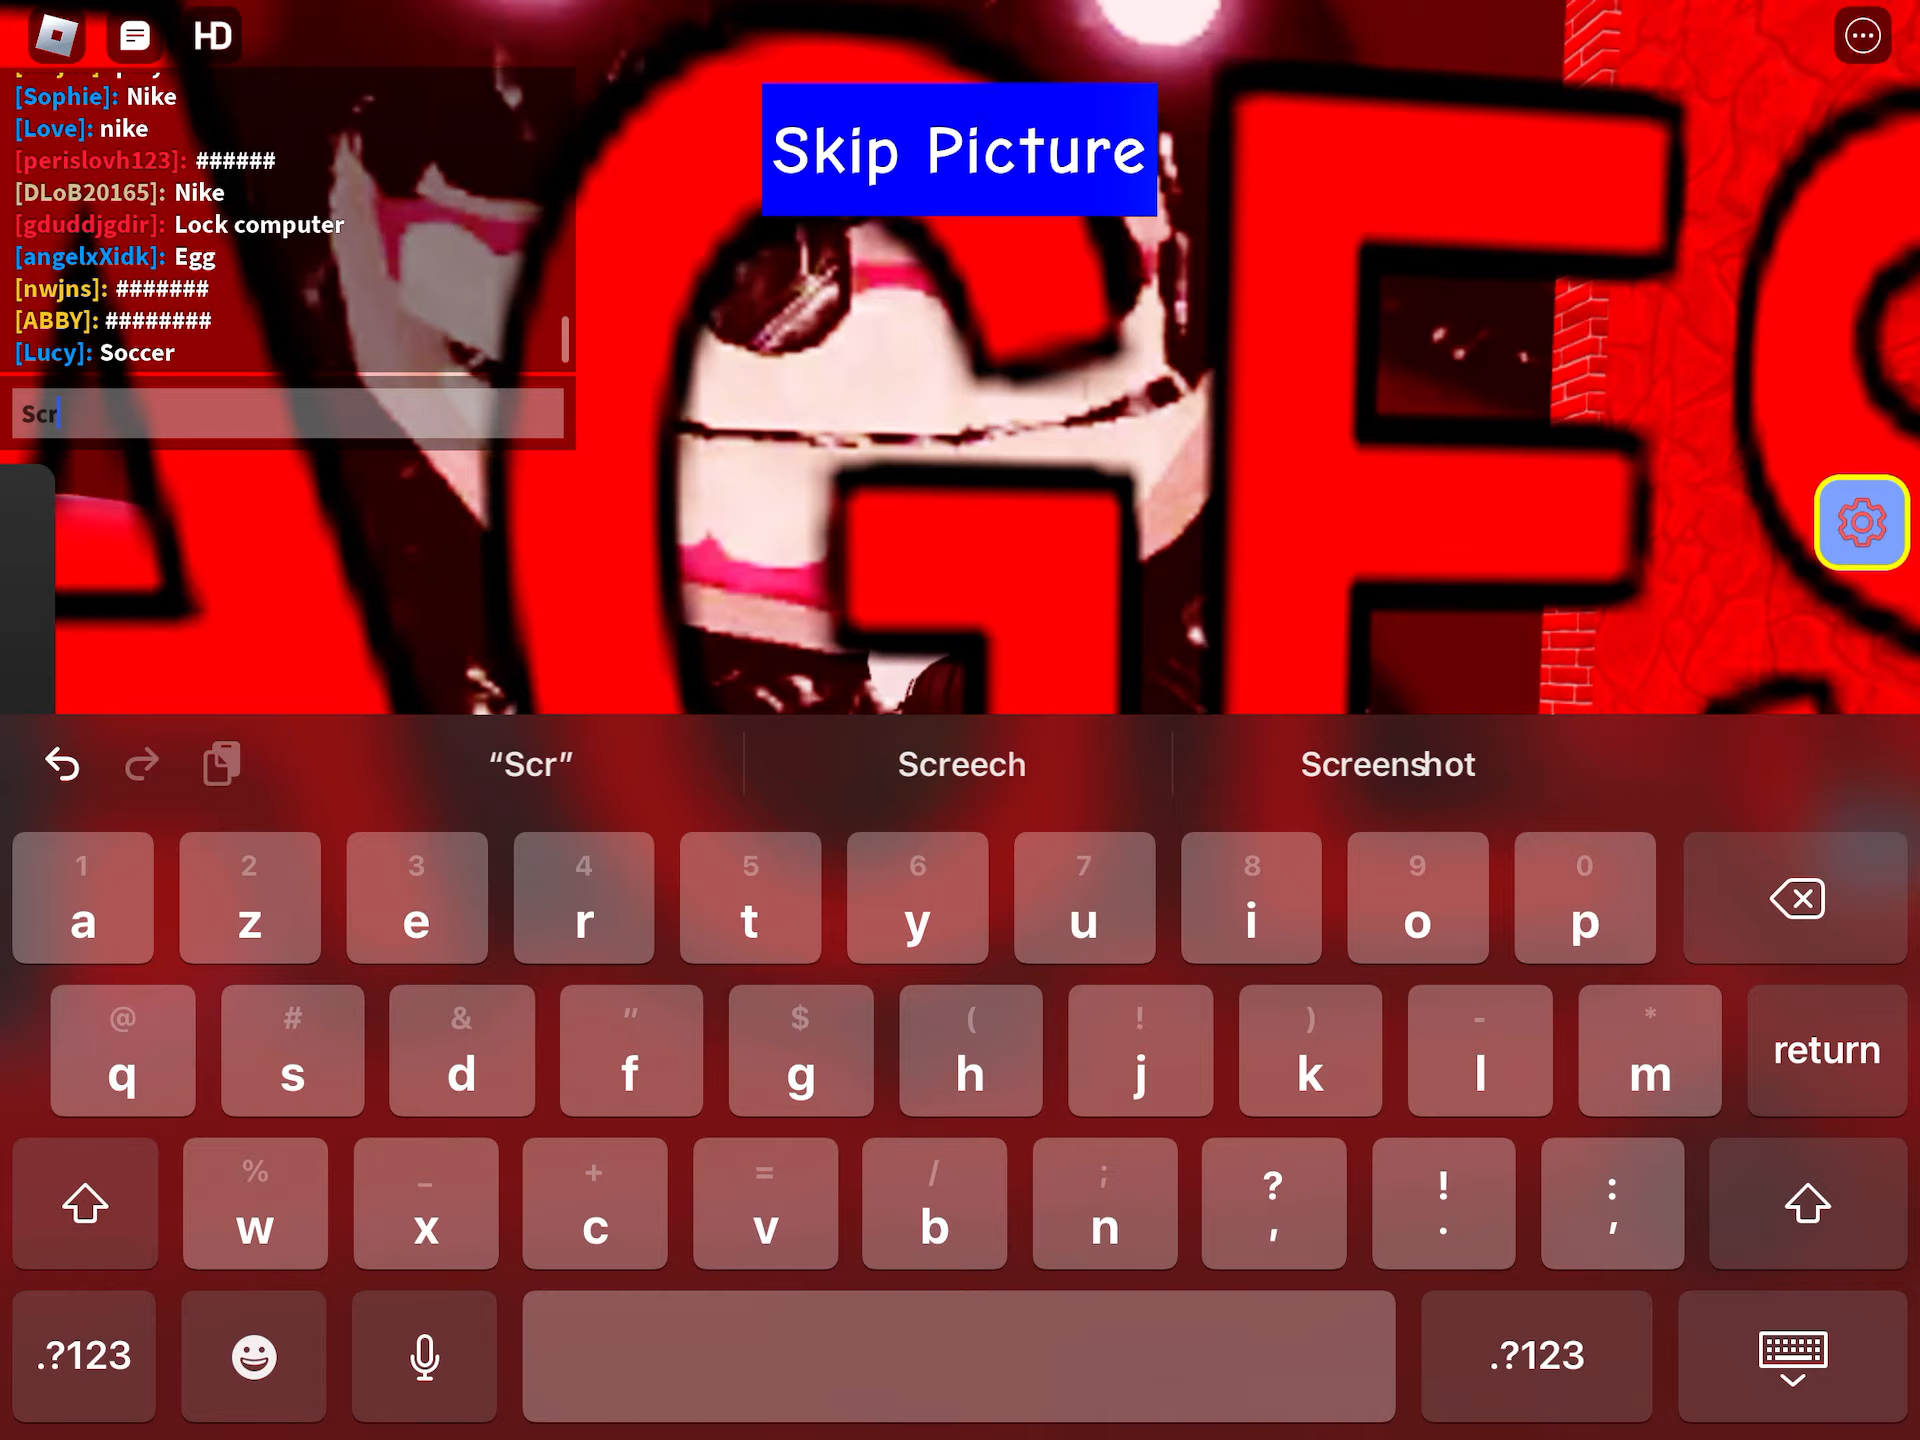 HD
[Sophie]: Nike
[Love]: nike
[perislovh123]: ######
[DLoB20165]: Nike
[gduddjgdir]: Lock computer
[angelxXidk]: Egg
[nwjns]: #######
[ABBY]: ########
[Lucy]: Soccer
Scr
Skip Picture
AGES
“Scr” Screech Screenshot
1 2 3 4 5 6 7 8 9 0
a z e r t y u i o p
@ # & " $ ( ! ) - *
q s d f g h j k l m return
% _ + = / ; ? ! :
w x c v b n , . '
.?123 .?123